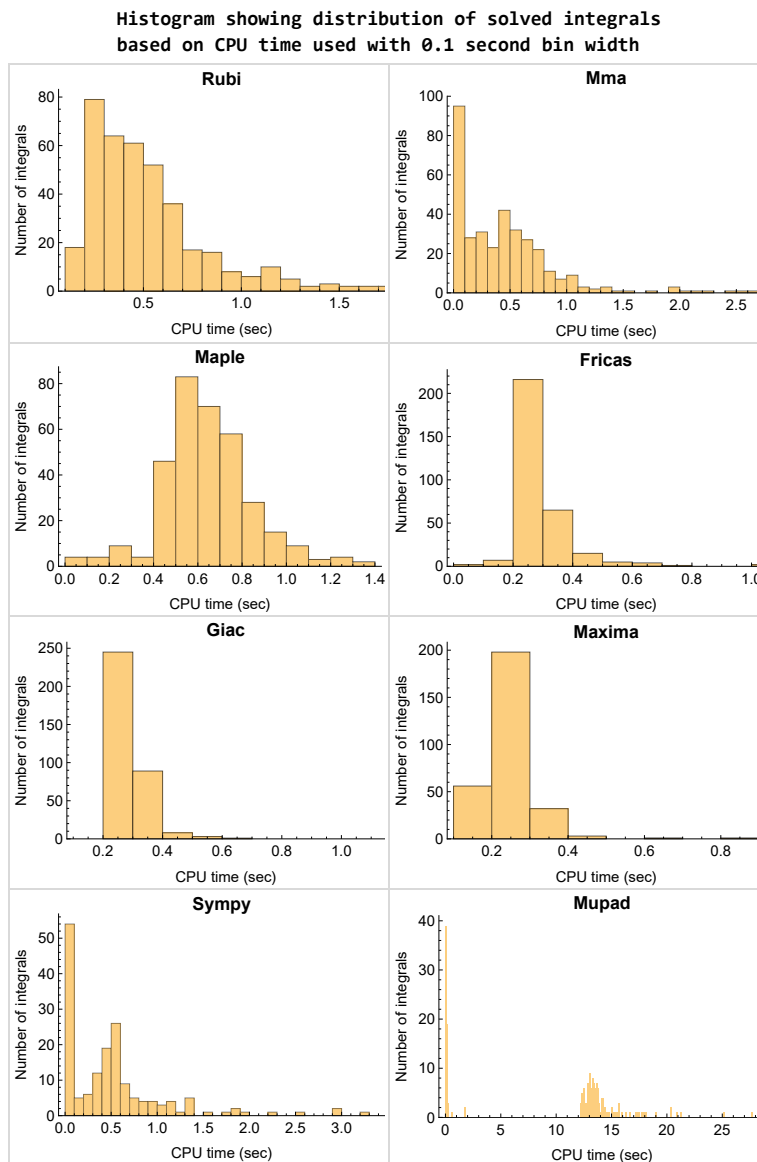 Histogram showing distribution of solved integrals
based on CPU time used with 0.1 second bin width
Rubi
Number of integrals
80
60
40
20
0
0.5 1.0 1.5
CPU time (sec)
Mma
Number of integrals
100
80
60
40
20
0
0.0 0.5 1.0 1.5 2.0 2.5
CPU time (sec)
Maple
Number of integrals
80
60
40
20
0
0.0 0.2 0.4 0.6 0.8 1.0 1.2 1.4
CPU time (sec)
Fricas
Number of integrals
200
150
100
50
0
0.0 0.2 0.4 0.6 0.8 1.0
CPU time (sec)
Giac
Number of integrals
250
200
150
100
50
0
0.2 0.4 0.6 0.8 1.0
CPU time (sec)
Maxima
Number of integrals
200
150
100
50
0
0.2 0.4 0.6 0.8
CPU time (sec)
Sympy
Number of integrals
50
40
30
20
10
0
0.0 0.5 1.0 1.5 2.0 2.5 3.0
CPU time (sec)
Mupad
Number of integrals
40
30
20
10
0
0 5 10 15 20 25
CPU time (sec)